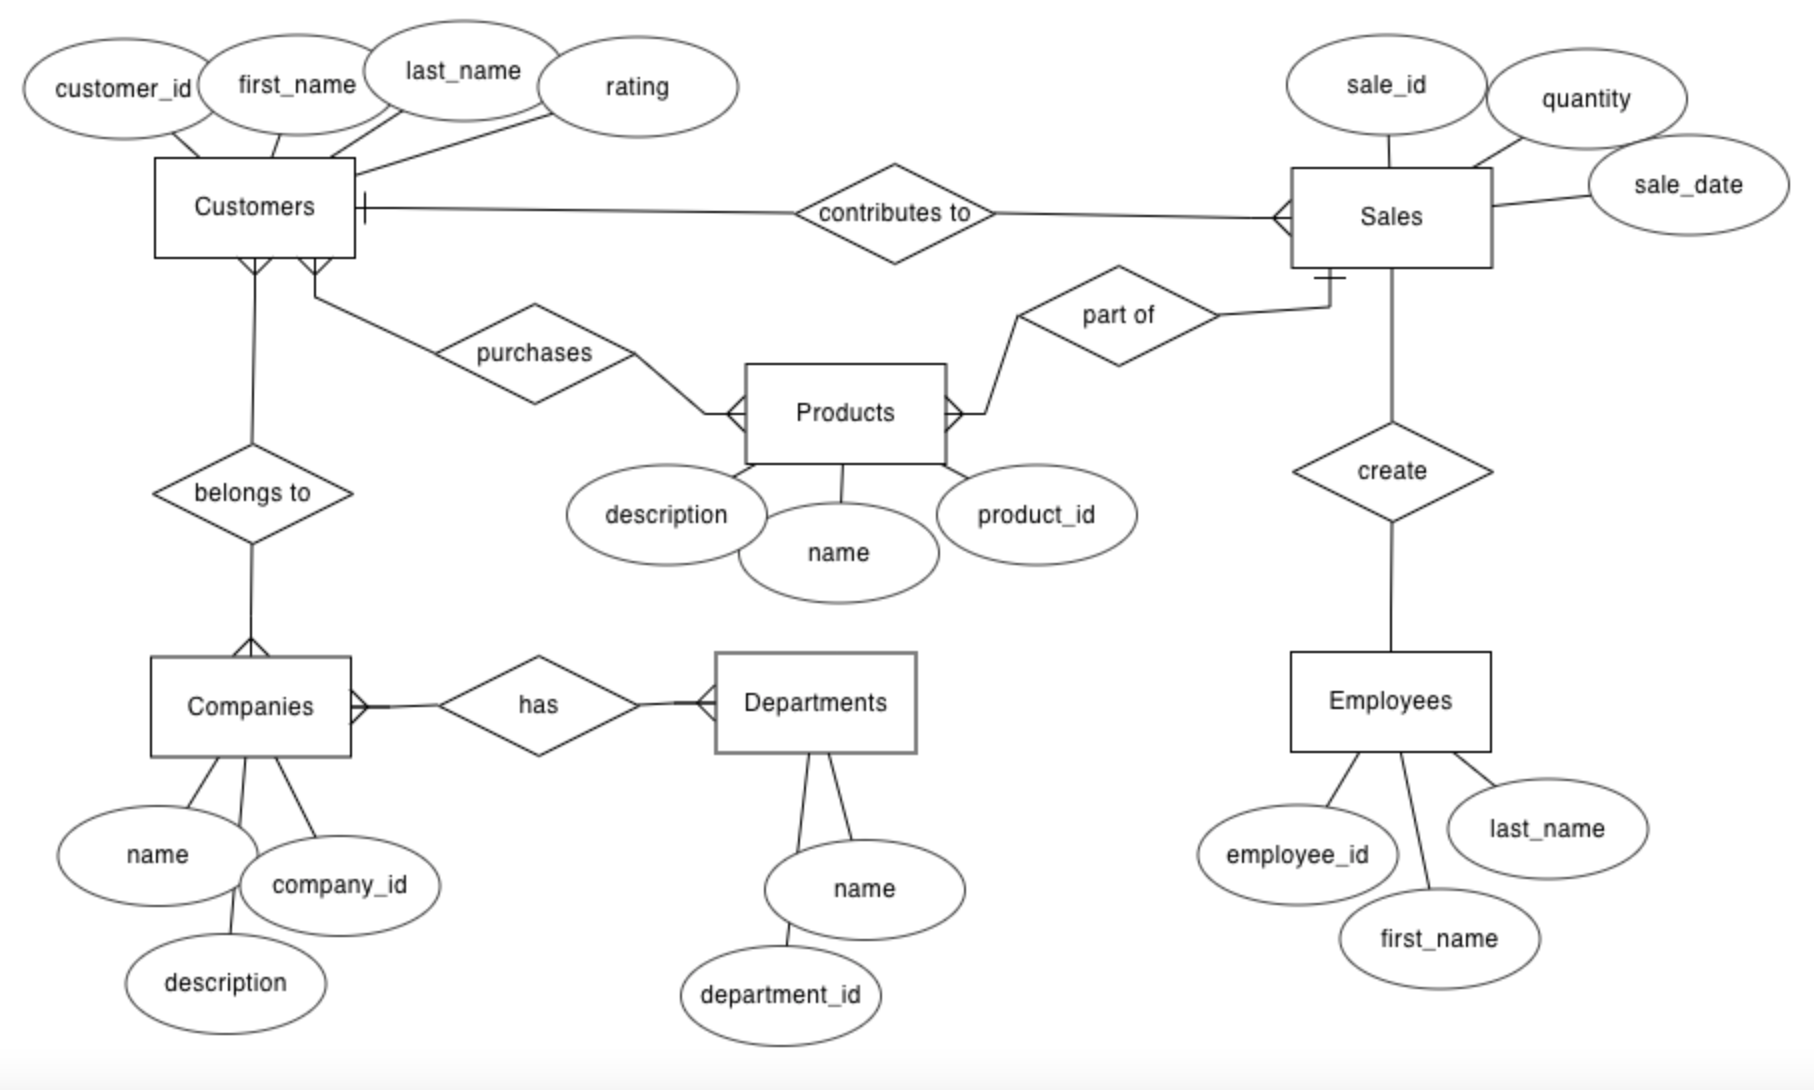 customer_id
first_name
last_name
rating
sale_id
quantity
sale_date
Customers
contributes to
Sales
purchases
part of
Products
create
belongs to
description
name
product_id
Companies
has
Departments
Employees
name
company_id
description
name
department_id
employee_id
last_name
first_name